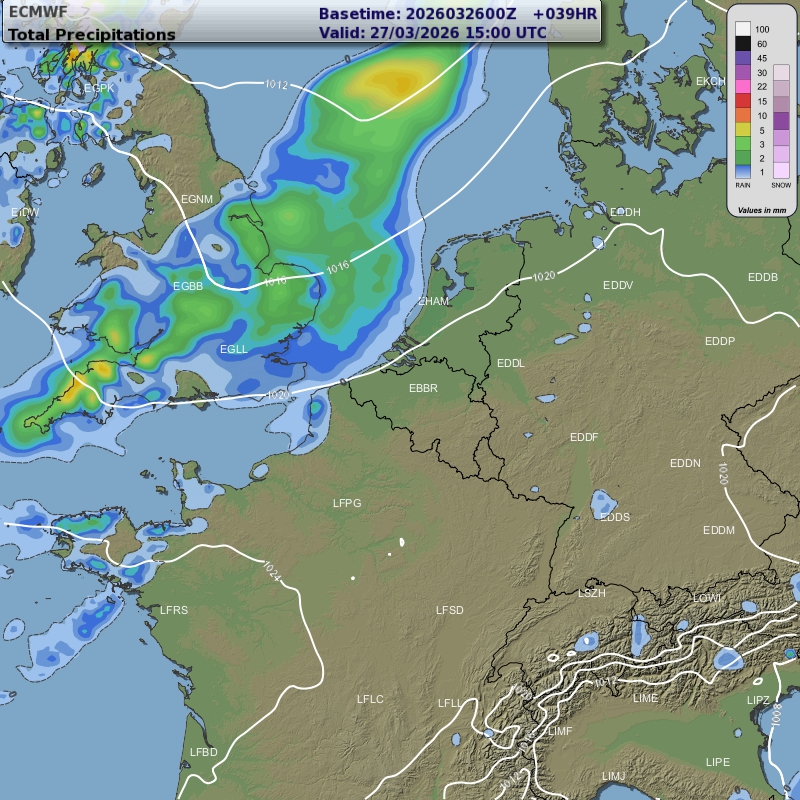 ECMWF
Basetime: 2026032600Z +039HR
Total Precipitations
Valid: 27/03/2026 15:00 UTC
100
60
45
30
22
15
10
5
3
2
1
RAIN
SNOW
Values in mm
EGPK
1012
EKCH
EGNM
EIDW
EDDH
1016
1016
1020
EDDB
EGBB
EDDV
EHAM
EDDP
EGLL
EDDL
EBBR
1020
EDDF
EDDN
1020
LFPG
EDDS
EDDM
1024
LSZH
LOWI
LFRS
LFSD
LFLC
LFLL
LIME
LIPZ
1008
LIMF
LFBD
LIPE
LIMJ
1012